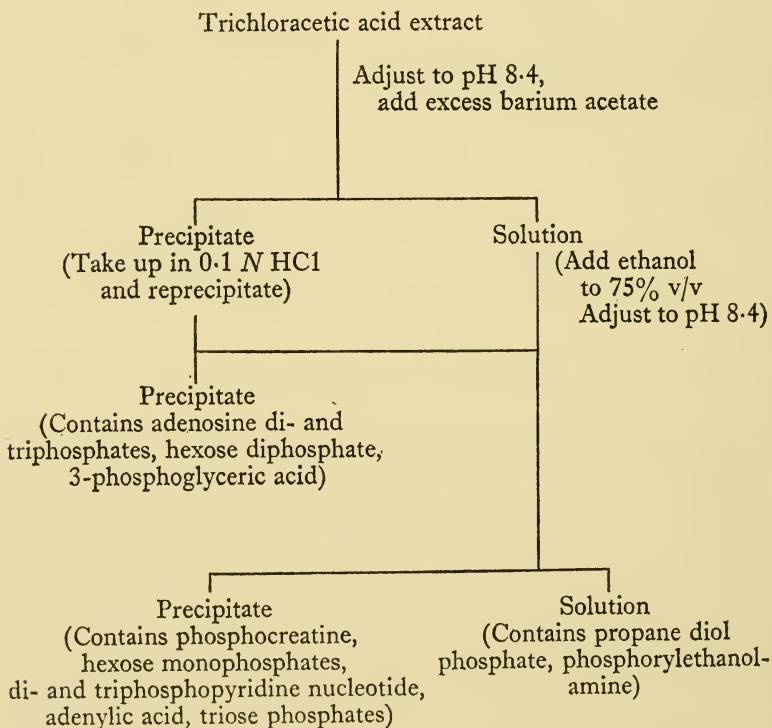 Trichloracetic acid extract
Adjust to pH 8·4,
add excess barium acetate
Precipitate
(Take up in 0·1 N HCl
and reprecipitate)
Solution
(Add ethanol
to 75% v/v
Adjust to pH 8·4)
Precipitate
(Contains adenosine di- and
triphosphates, hexose diphosphate,
3-phosphoglyceric acid)
Precipitate
(Contains phosphocreatine,
hexose monophosphates,
di- and triphosphopyridine nucleotide,
adenylic acid, triose phosphates)
Solution
(Contains propane diol
phosphate, phosphorylethanol-
amine)